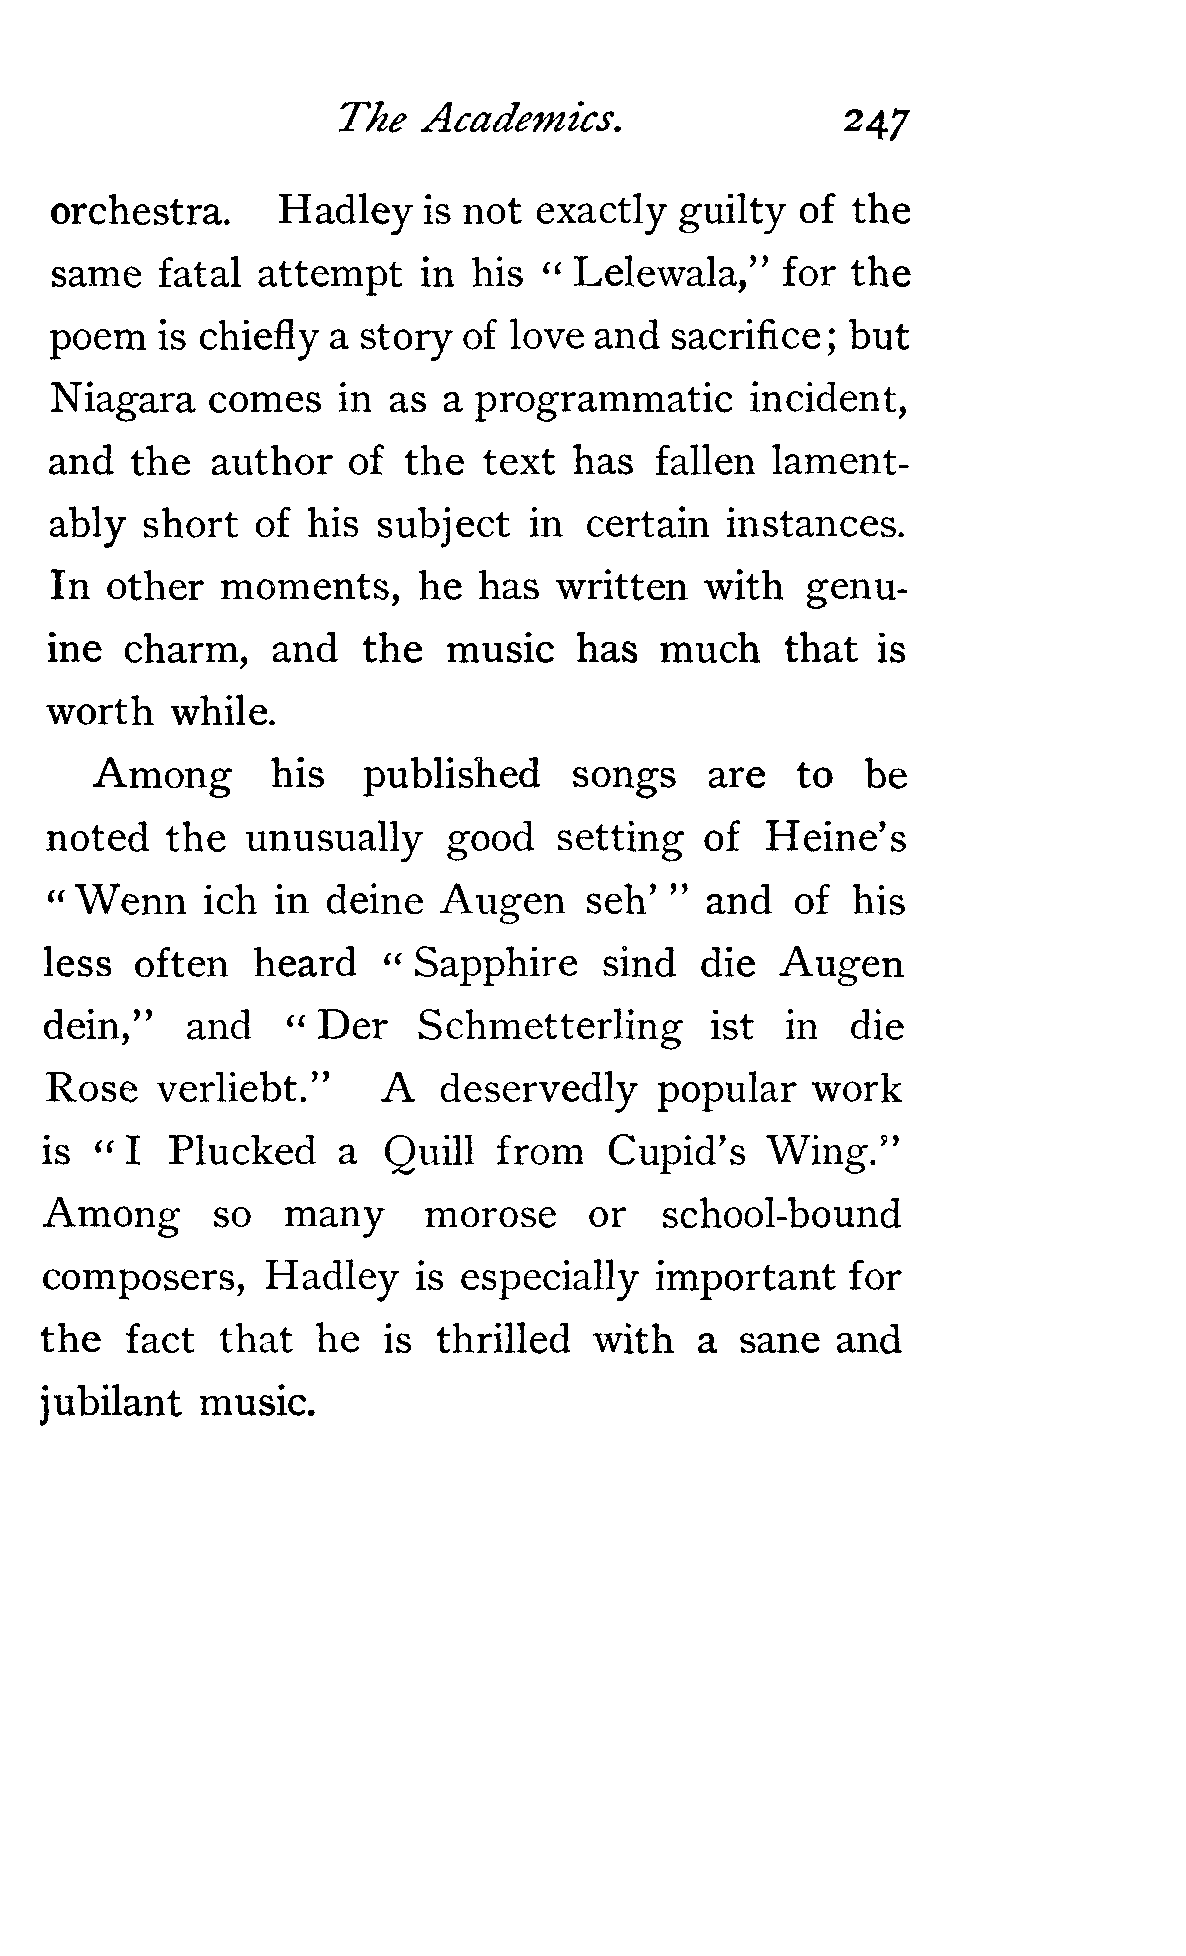 The Academics. 247
orchestra. Hadley is not exactly guilty of the
same fatal attempt in his “Lelewala,” for the
poem is chiefly a story of love and sacrifice; but
Niagara comes in as a programmatic incident,
and the author of the text has fallen lament-
ably short of his subject in certain instances.
In other moments, he has written with genu-
ine charm, and the music has much that is
worth while.
Among his published songs are to be
noted the unusually good setting of Heine’s
“Wenn ich in deine Augen seh’” and of his
less often heard “Sapphire sind die Augen
dein,” and “Der Schmetterling ist in die
Rose verliebt.” A deservedly popular work
is “I Plucked a Quill from Cupid’s Wing.”
Among so many morose or school-bound
composers, Hadley is especially important for
the fact that he is thrilled with a sane and
jubilant music.